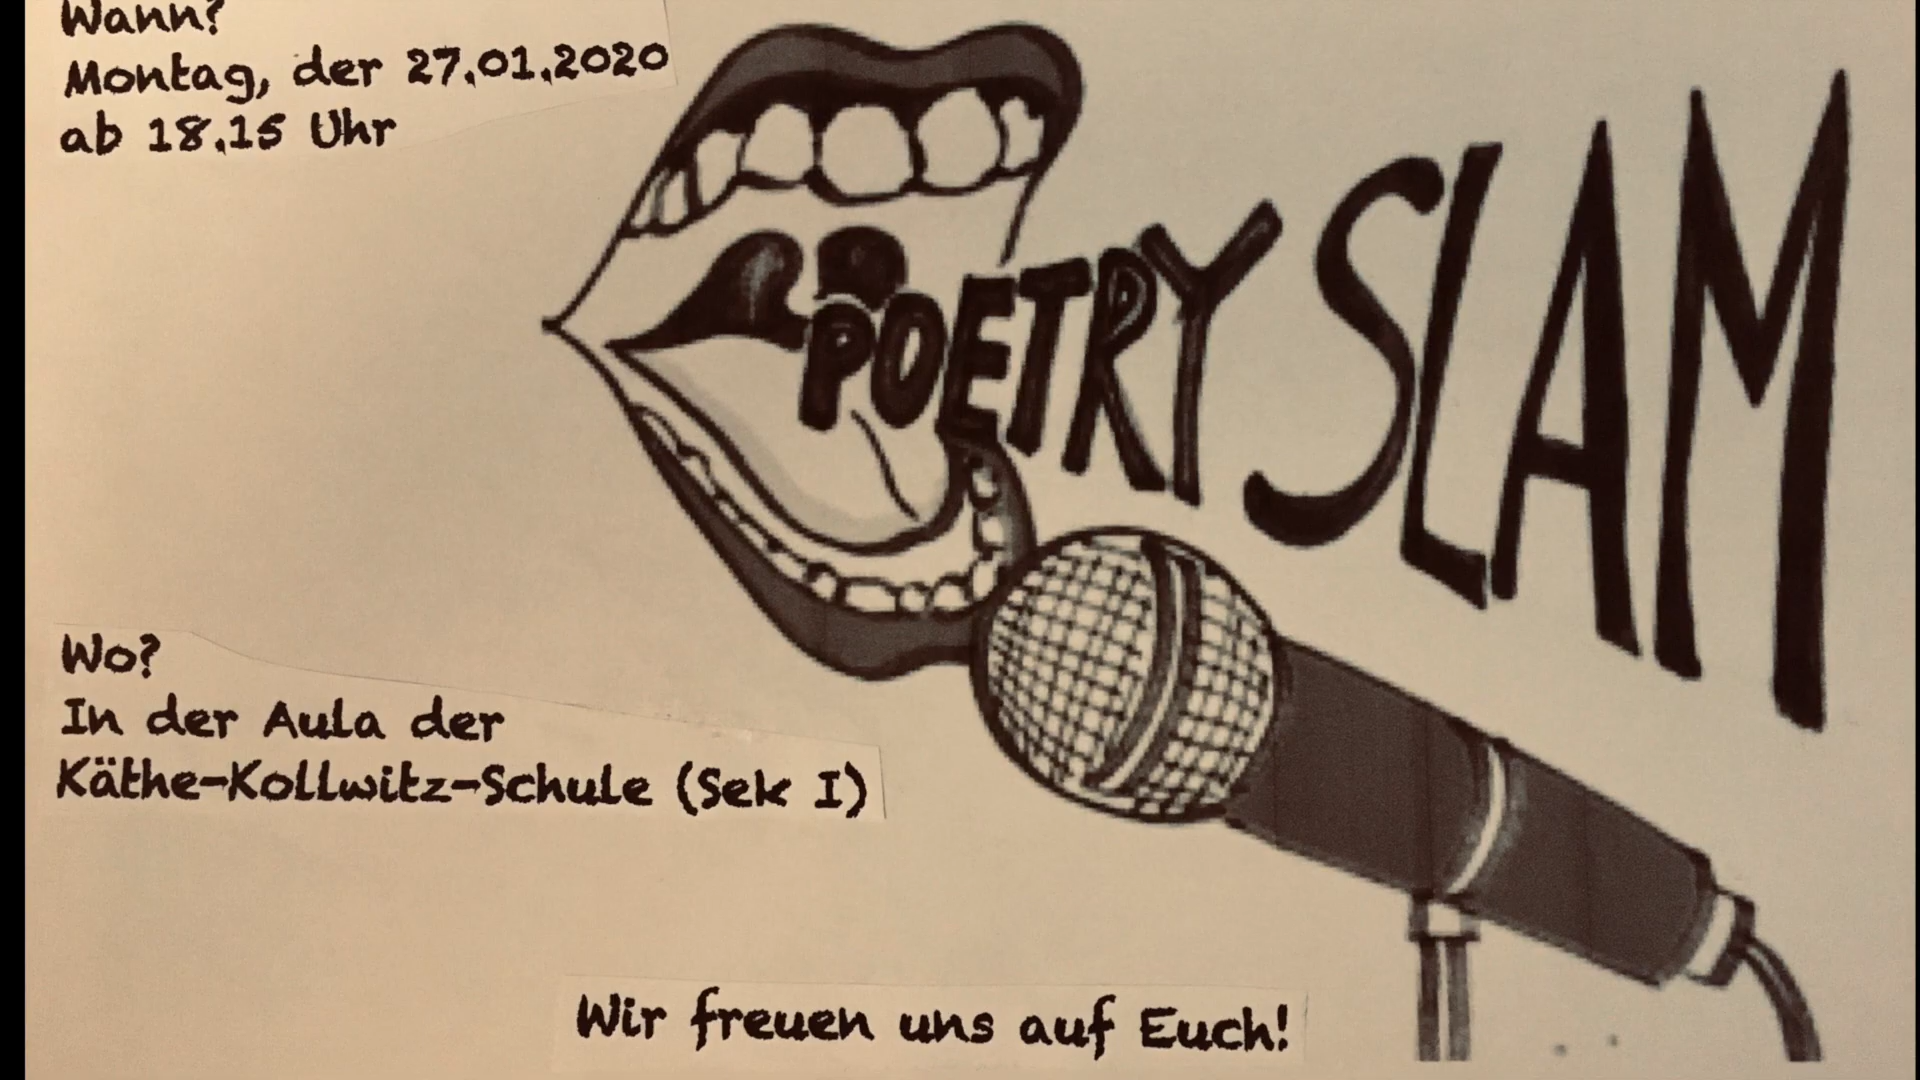 Wann?
Montag, der 27.01.2020
ab 18.15 Uhr
POETRY SLAM
Wo?
In der Aula der
Käthe-Kollwitz-Schule (Sek I)
Wir freuen uns auf Euch!